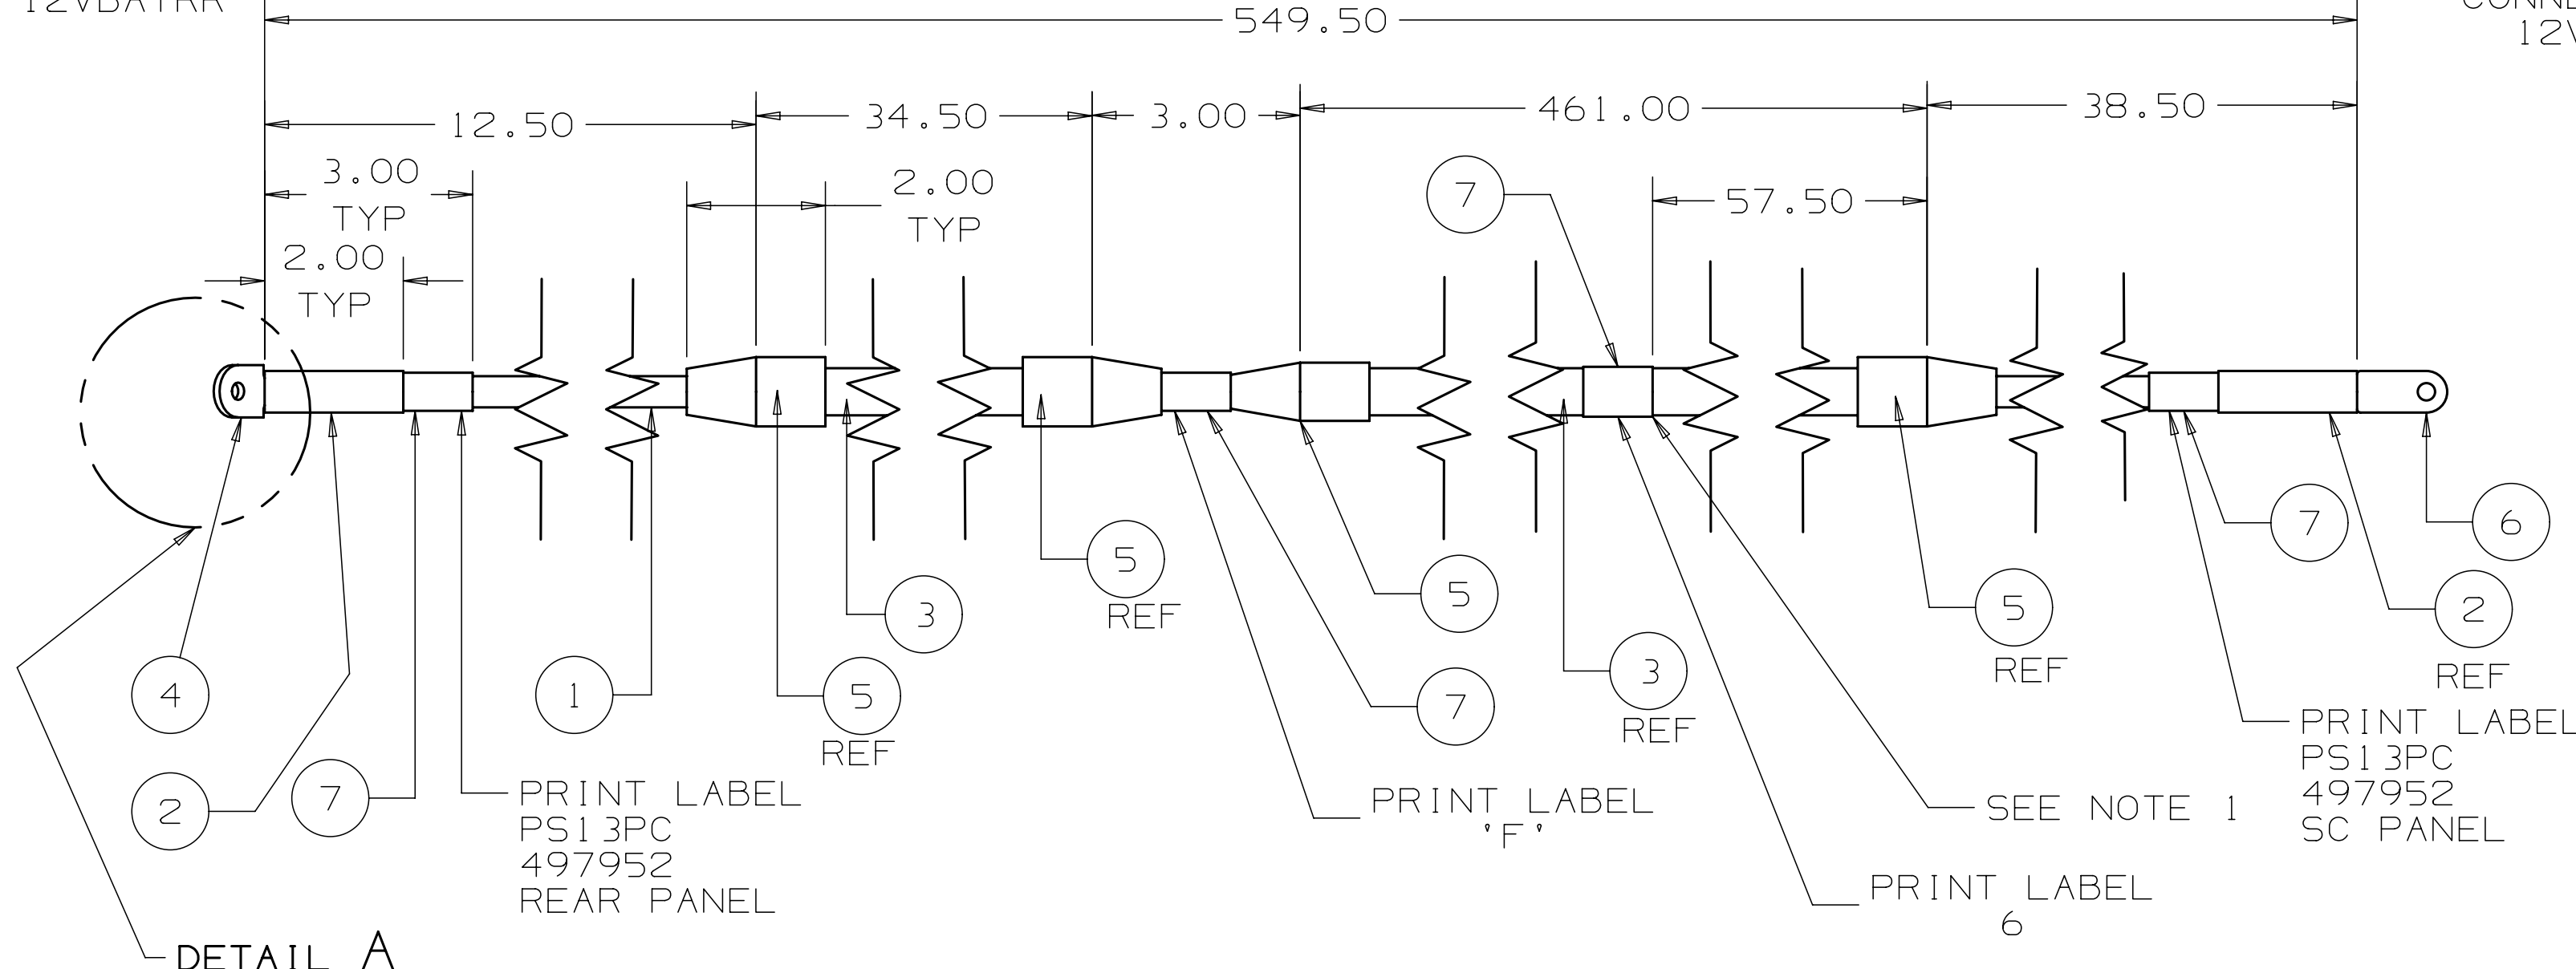 12VBATRR
549.50
12.50
34.50
3.00
461.00
38.50
3.00
TYP
2.00
TYP
2.00
TYP
7
57.50
4
2
7
1
5
REF
3
5
REF
5
7
3
REF
5
REF
7
6
2
REF
PRINT LABEL
PS13PC
497952
REAR PANEL
PRINT LABEL
'F'
SEE NOTE 1
PRINT LABEL
6
PRINT LABEL
PS13PC
497952
SC PANEL
DETAIL A